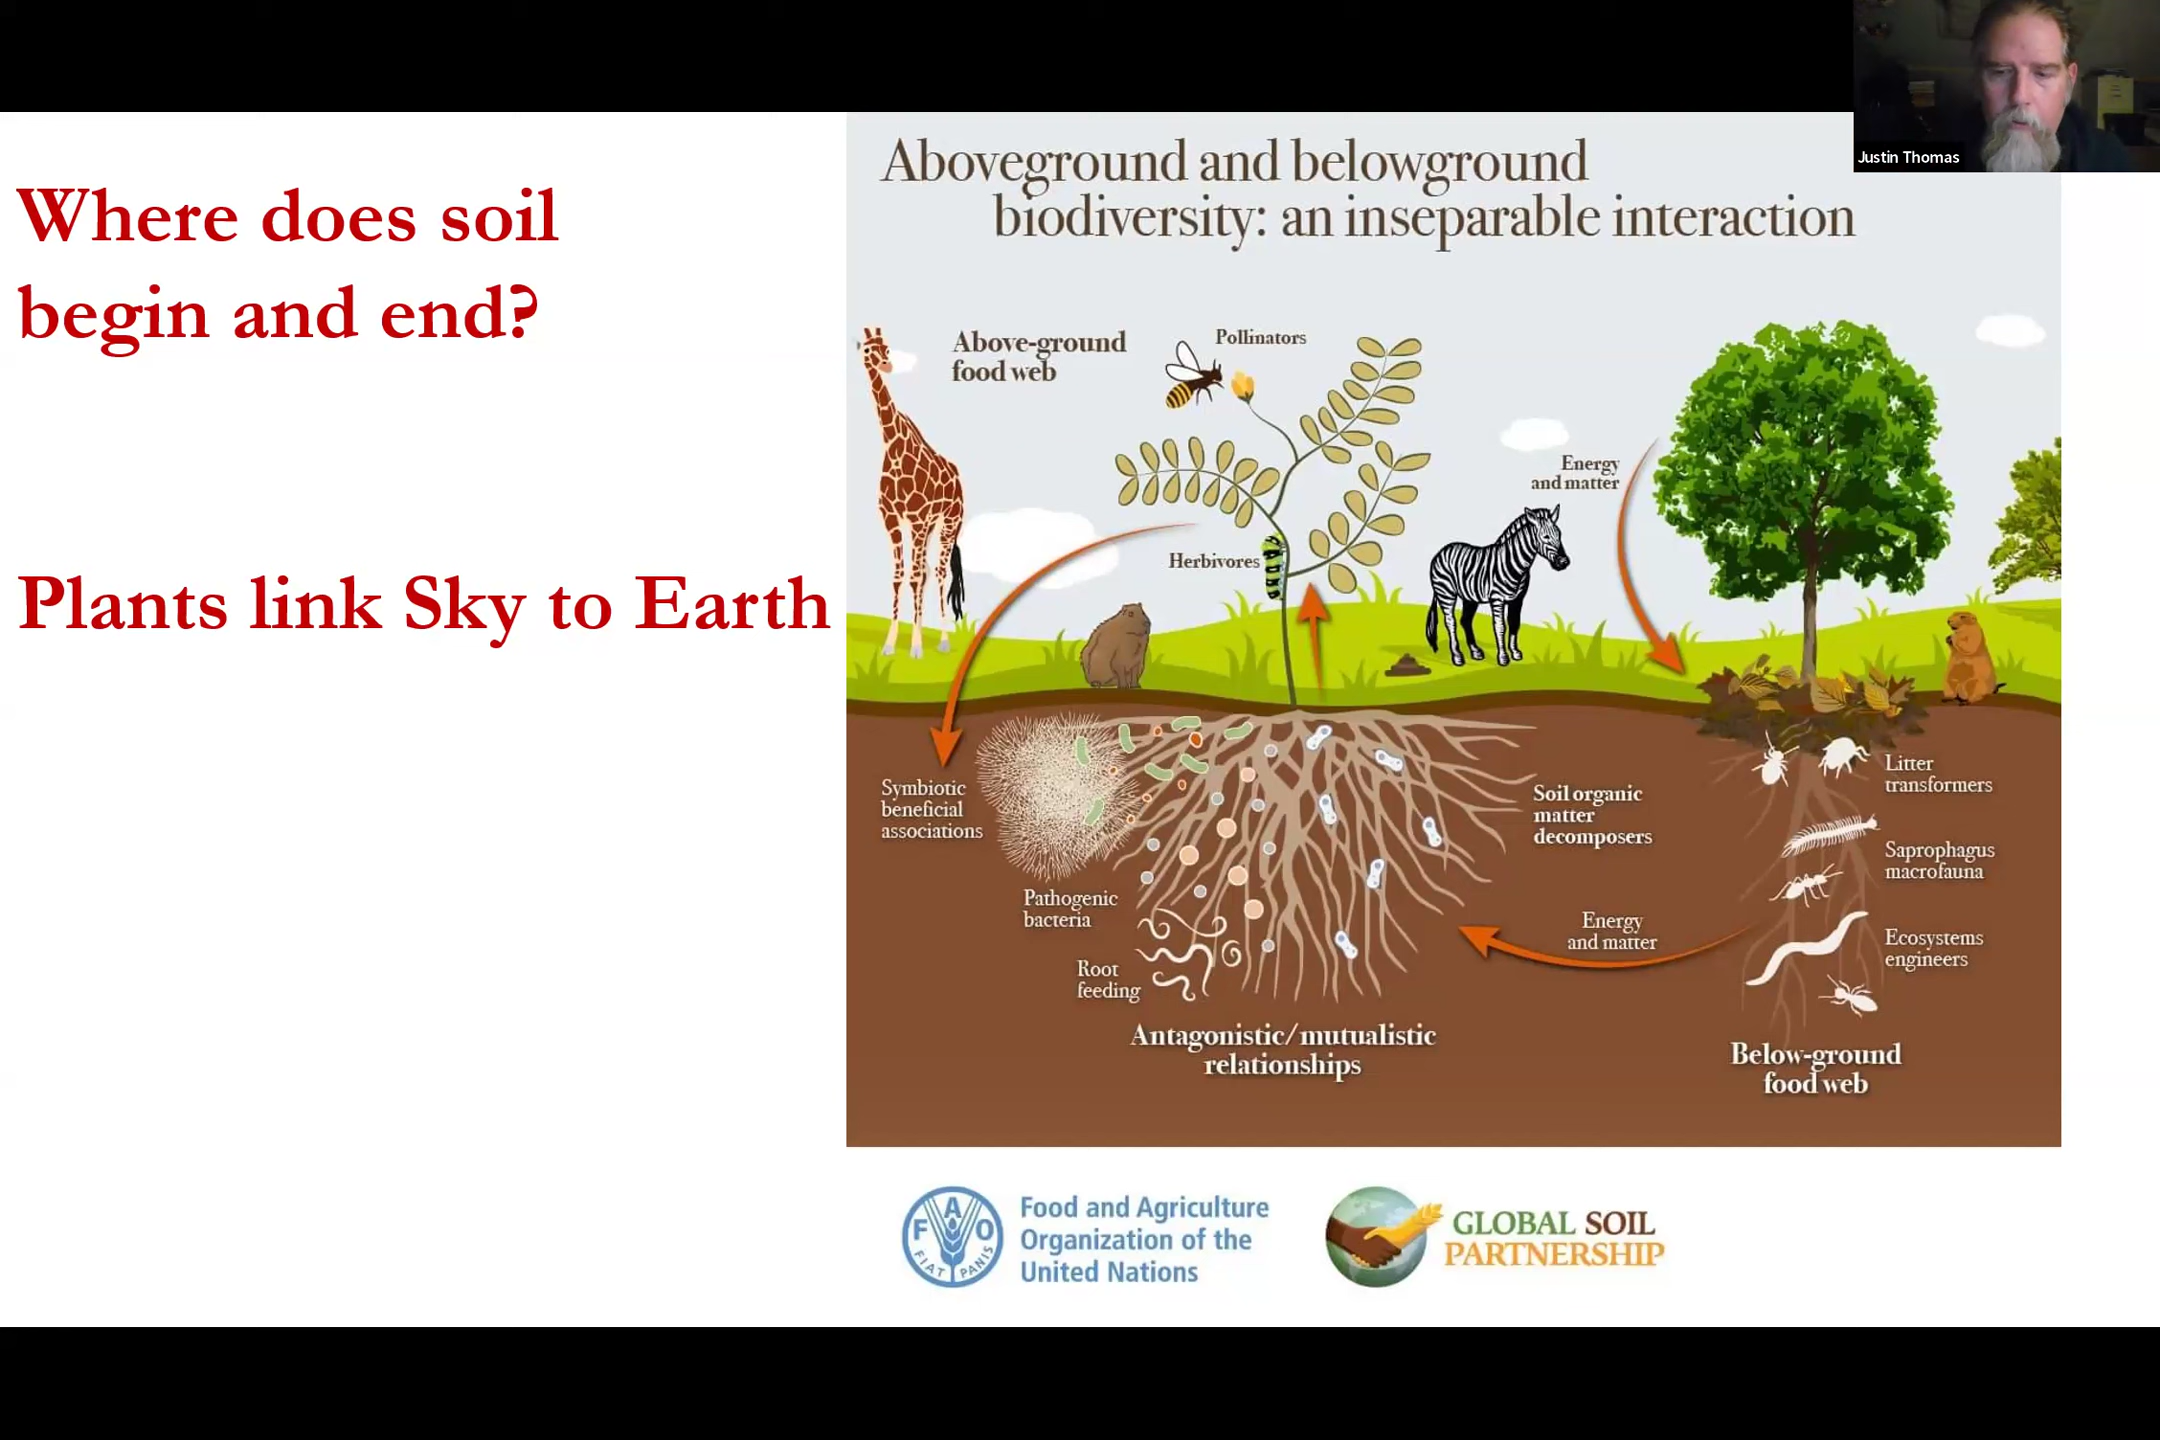 Justin Thomas
Where does soil
begin and end?
Plants link Sky to Earth
Aboveground and belowground
biodiversity: an inseparable interaction
Above-ground
food web
Pollinators
Herbivores
Energy
and matter
Symbiotic
beneficial
associations
Pathogenic
bacteria
Root
feeding
Antagonistic/mutualistic
relationships
Soil organic
matter
decomposers
Energy
and matter
Litter
transformers
Saprophagus
macrofauna
Ecosystems
engineers
Below-ground
food web
FAO
FIAT PANIS
Food and Agriculture
Organization of the
United Nations
GLOBAL SOIL
PARTNERSHIP